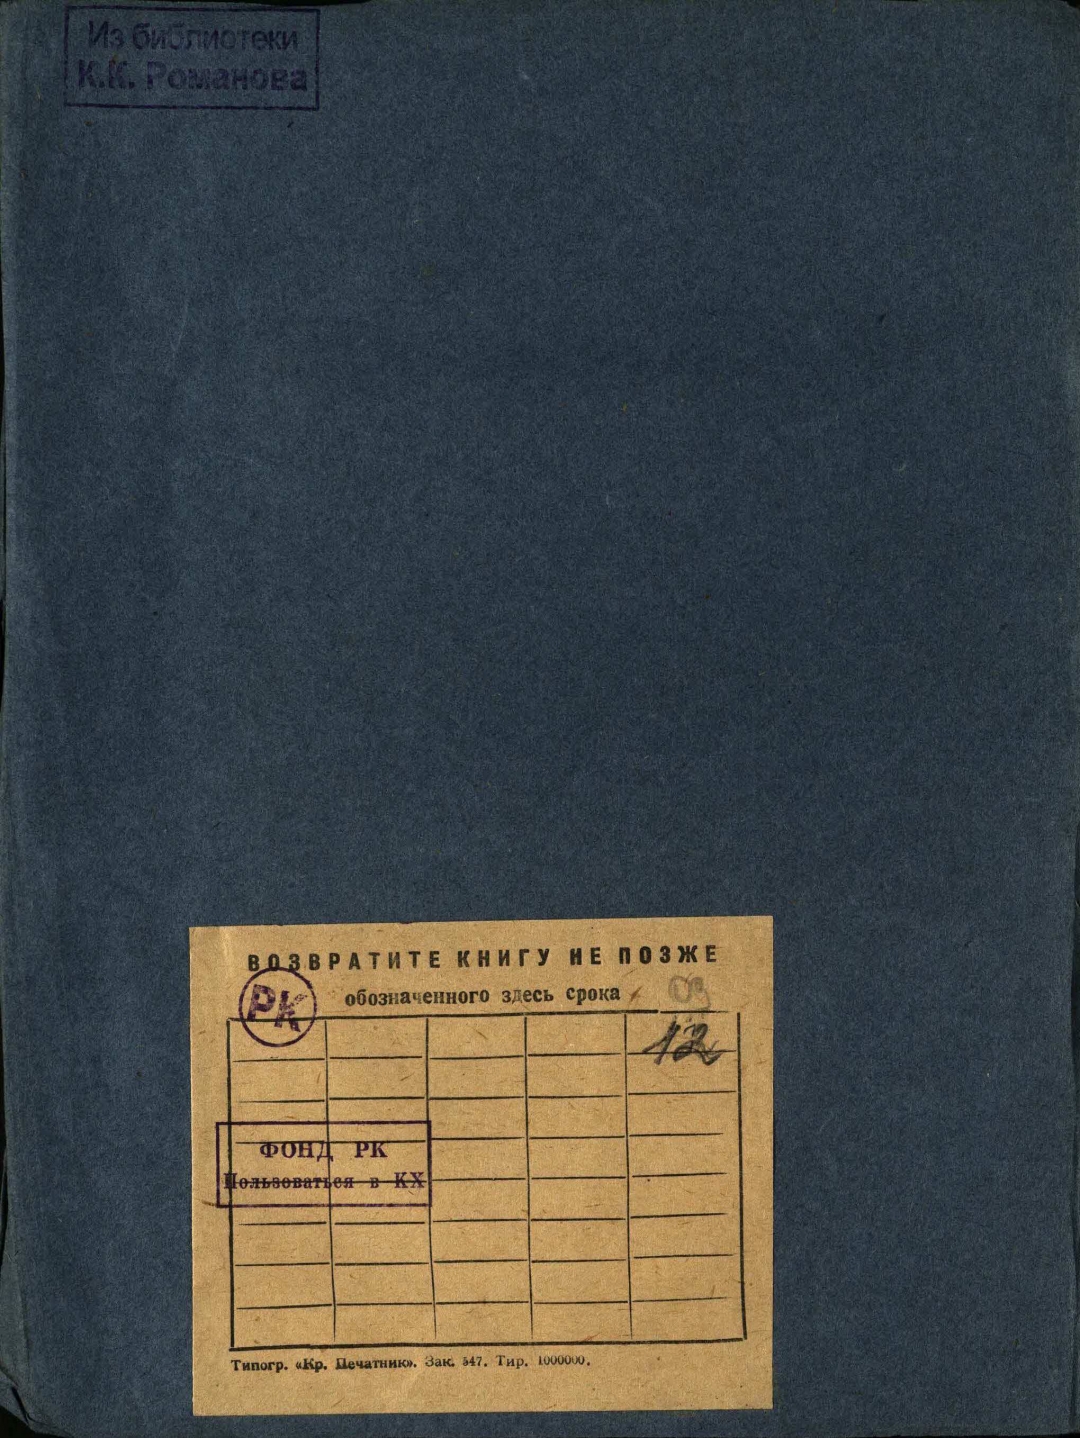 Из библиотеки
К.К. Романова
ВОЗВРАТИТЕ КНИГУ НЕ ПОЗЖЕ
обозначенного здесь срока
РК
12
ФОНД РК
Пользоваться в КХ
Типогр. «Кр. Печатник». Зак. 547. Тир. 1000000.